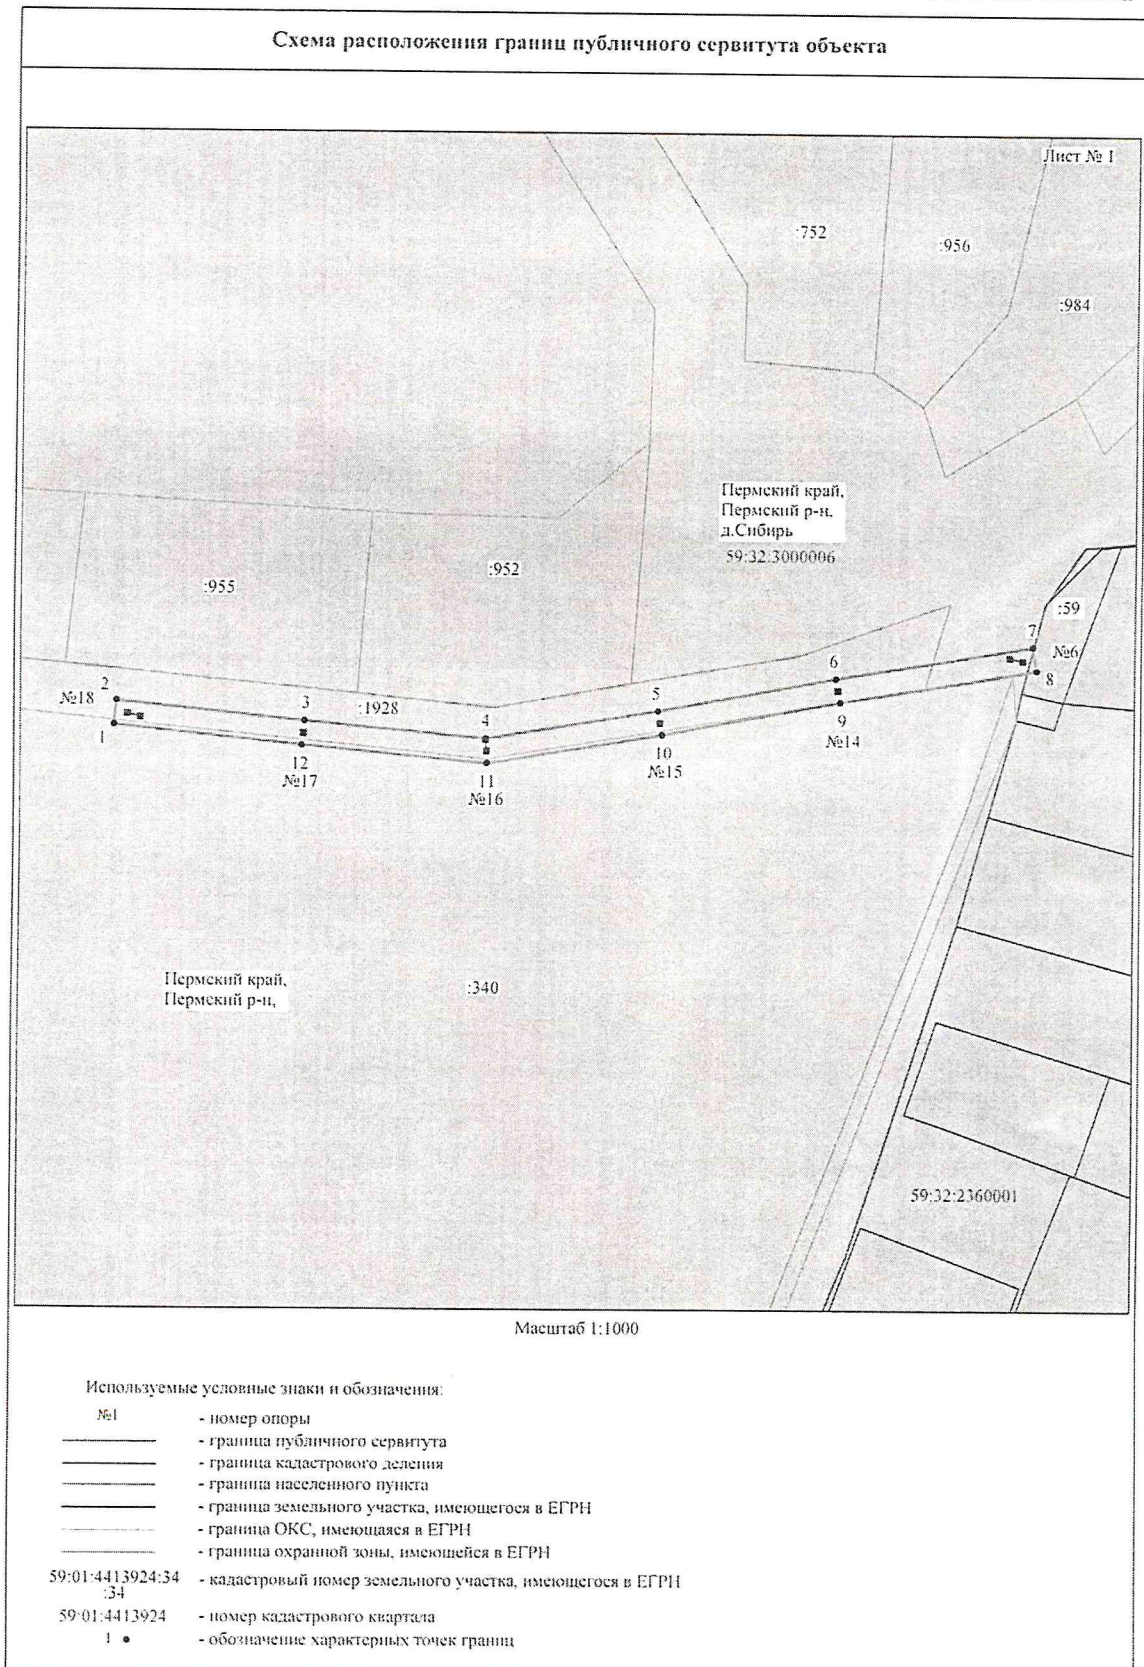 Схема расположения границ публичного сервитута объекта
Лист № 1
:752
:956
:984
Пермский край,
Пермский р-н,
д.Сибирь
59:32:3000006
:955
:952
:59
7
№6
8
6
2
№18
3
:1928
5
4
1
9
№14
12
№17
10
№15
11
№16
Пермский край,
Пермский р-н,
:340
59:32:2360001
Масштаб 1:1000
Используемые условные знаки и обозначения:
№1 - номер опоры
- граница публичного сервитута
- граница кадастрового деления
- граница населенного пункта
- граница земельного участка, имеющегося в ЕГРН
- граница ОКС, имеющаяся в ЕГРН
- граница охранной зоны, имеющейся в ЕГРН
59:01:4413924:34 - кадастровый номер земельного участка, имеющегося в ЕГРН
:34
59:01:4413924 - номер кадастрового квартала
1 ● - обозначение характерных точек границ